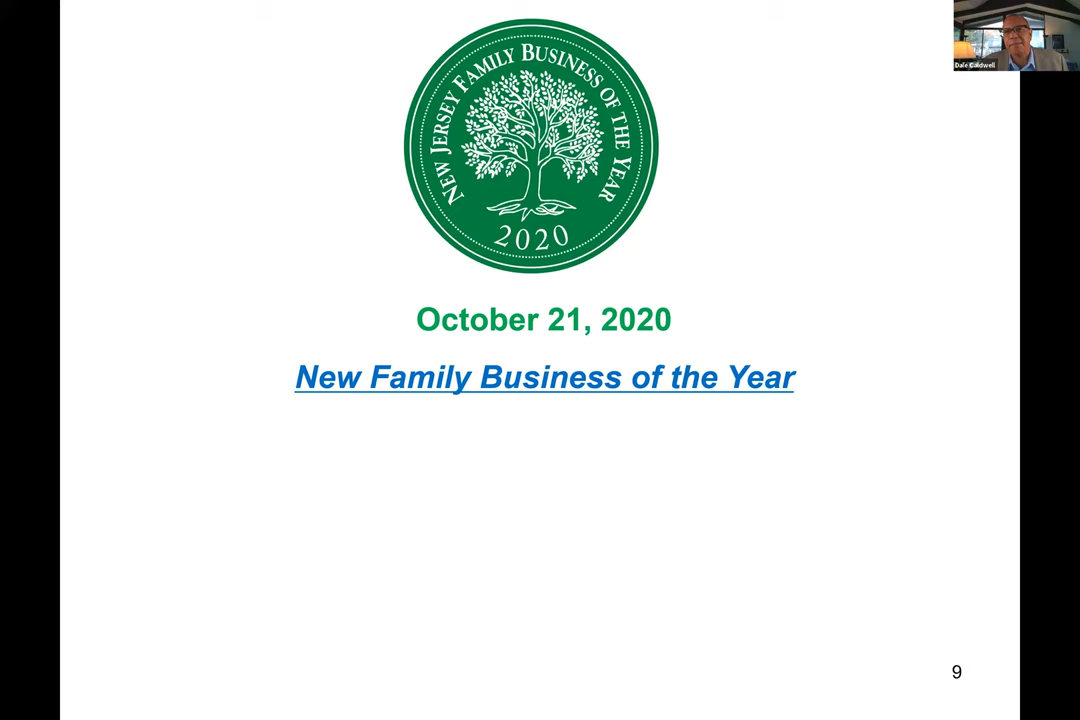 NEW JERSEY FAMILY BUSINESS OF THE YEAR
2020
Dale Caldwell
October 21, 2020
New Family Business of the Year
9